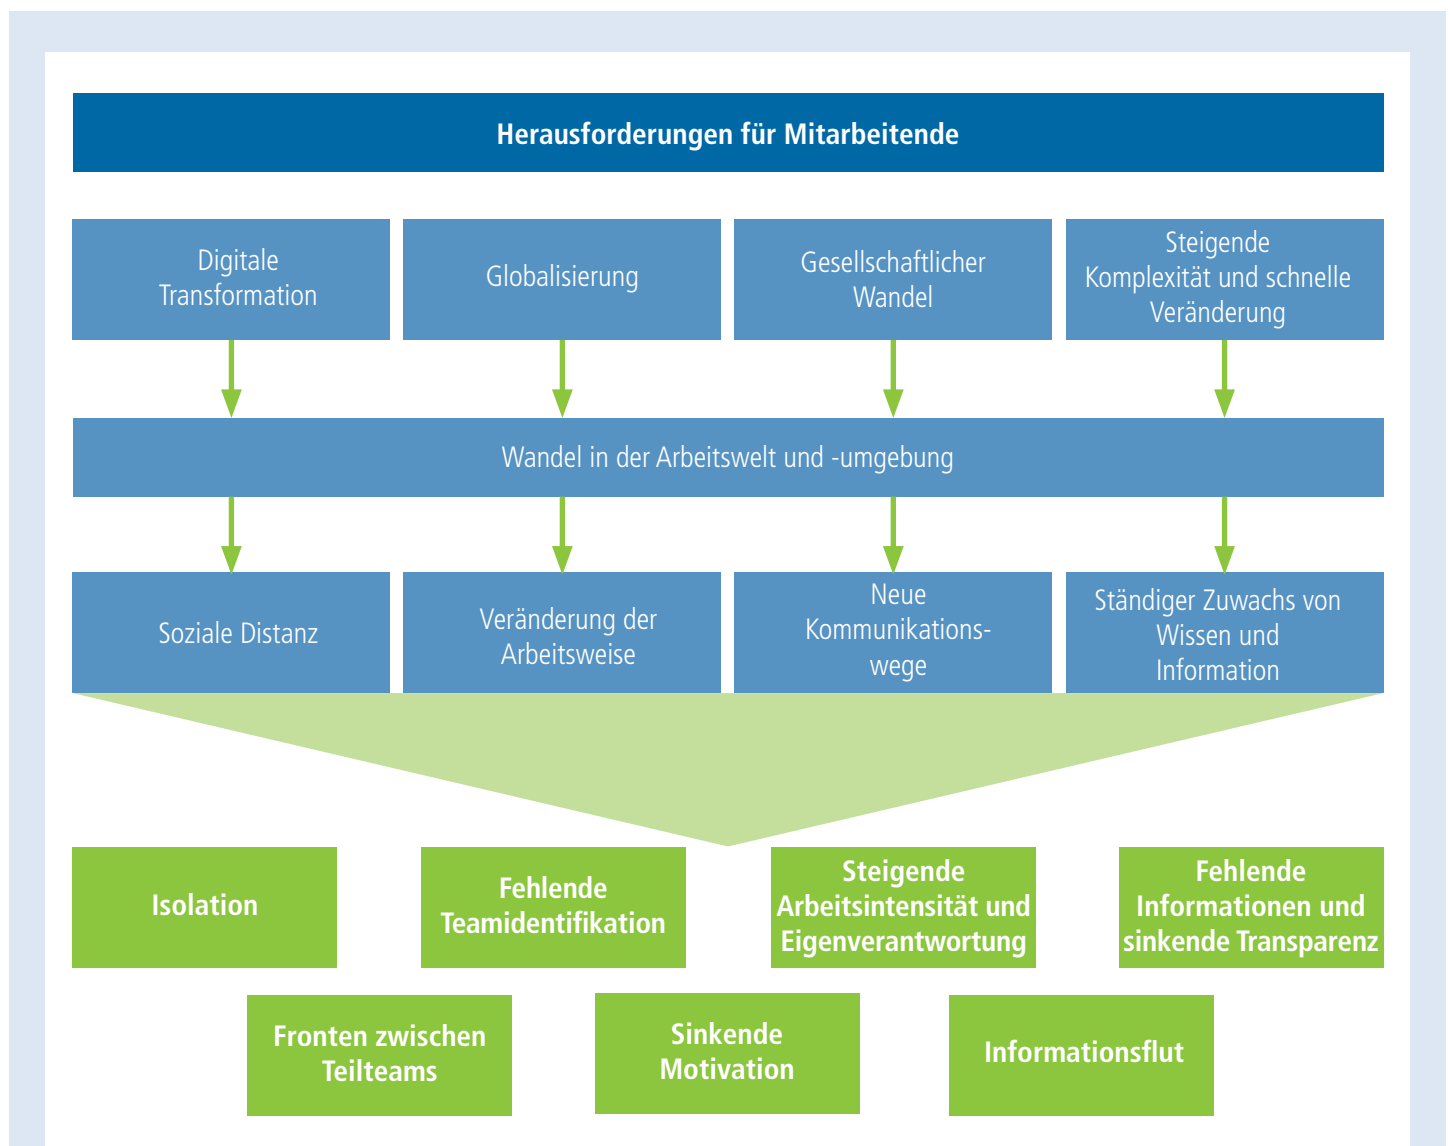 Herausforderungen für Mitarbeitende
Digitale
Transformation
Globalisierung
Gesellschaftlicher
Wandel
Steigende
Komplexität und schnelle
Veränderung
Wandel in der Arbeitswelt und -umgebung
Soziale Distanz
Veränderung der
Arbeitsweise
Neue
Kommunikations-
wege
Ständiger Zuwachs von
Wissen und
Information
Isolation
Fehlende
Teamidentifikation
Steigende
Arbeitsintensität und
Eigenverantwortung
Fehlende
Informationen und
sinkende Transparenz
Fronten zwischen
Teilteams
Sinkende
Motivation
Informationsflut